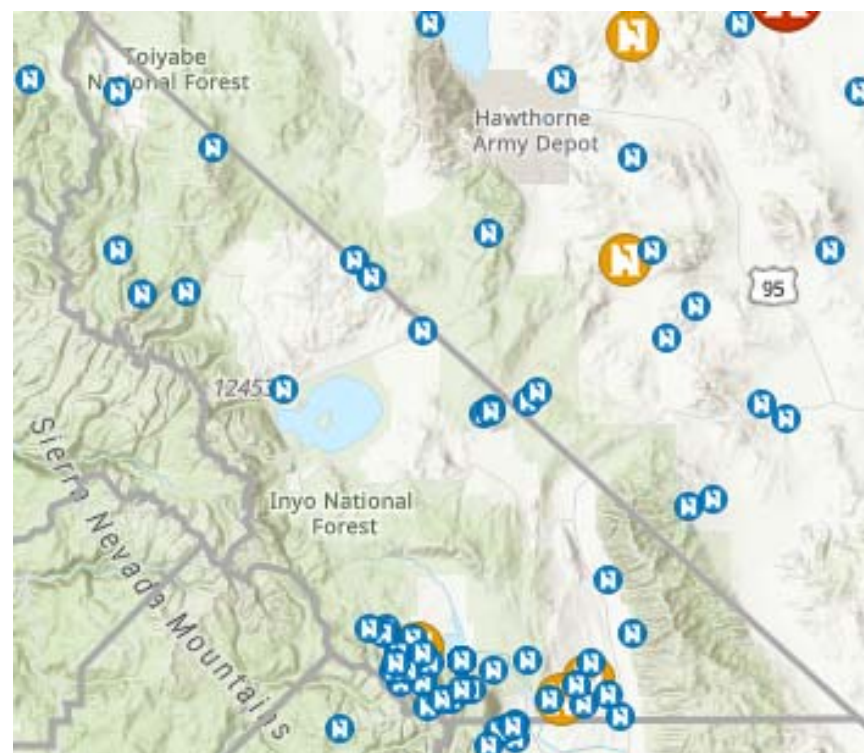 Toiyabe
National Forest
Hawthorne
Army Depot
95
12453
Inyo National
Forest
Sierra Nevada Mountains